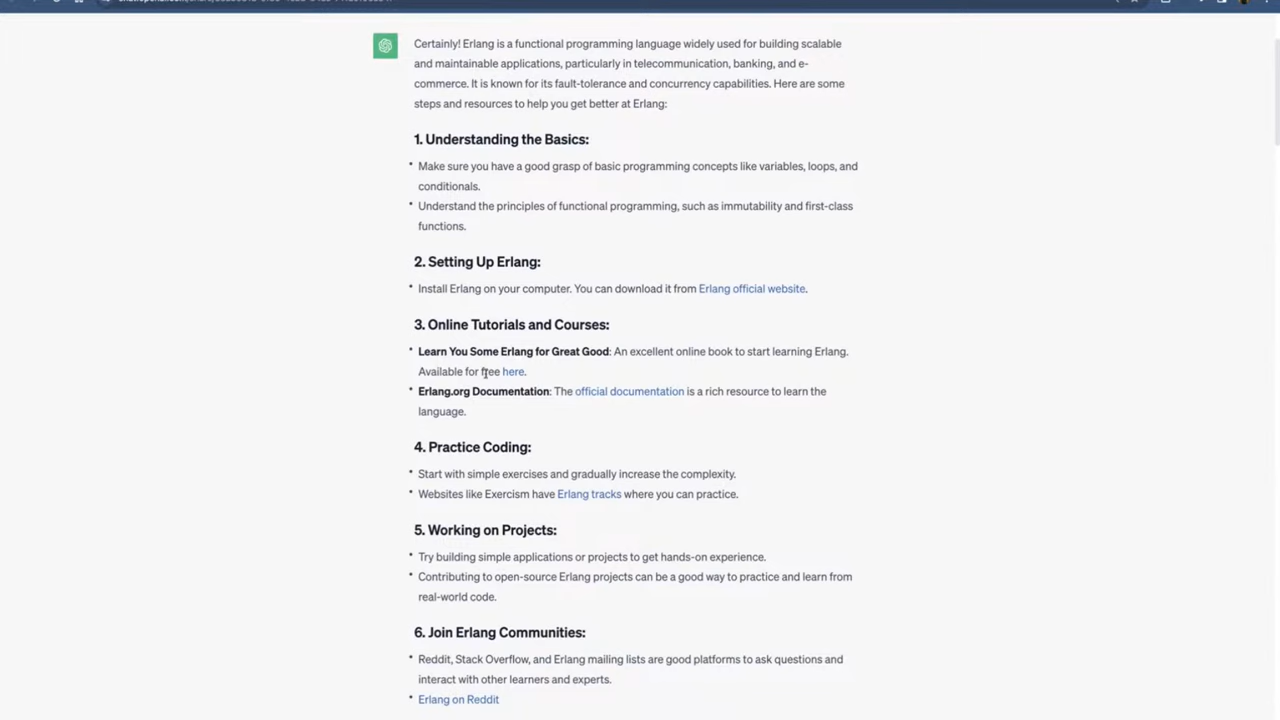 Certainly! Erlang is a functional programming language widely used for building scalable
and maintainable applications, particularly in telecommunication, banking, and e-
commerce. It is known for its fault-tolerance and concurrency capabilities. Here are some
steps and resources to help you get better at Erlang:
1. Understanding the Basics:
• Make sure you have a good grasp of basic programming concepts like variables, loops, and
conditionals.
• Understand the principles of functional programming, such as immutability and first-class
functions.
2. Setting Up Erlang:
• Install Erlang on your computer. You can download it from Erlang official website.
3. Online Tutorials and Courses:
• Learn You Some Erlang for Great Good: An excellent online book to start learning Erlang.
Available for free here.
• Erlang.org Documentation: The official documentation is a rich resource to learn the
language.
4. Practice Coding:
• Start with simple exercises and gradually increase the complexity.
• Websites like Exercism have Erlang tracks where you can practice.
5. Working on Projects:
• Try building simple applications or projects to get hands-on experience.
• Contributing to open-source Erlang projects can be a good way to practice and learn from
real-world code.
6. Join Erlang Communities:
• Reddit, Stack Overflow, and Erlang mailing lists are good platforms to ask questions and
interact with other learners and experts.
• Erlang on Reddit